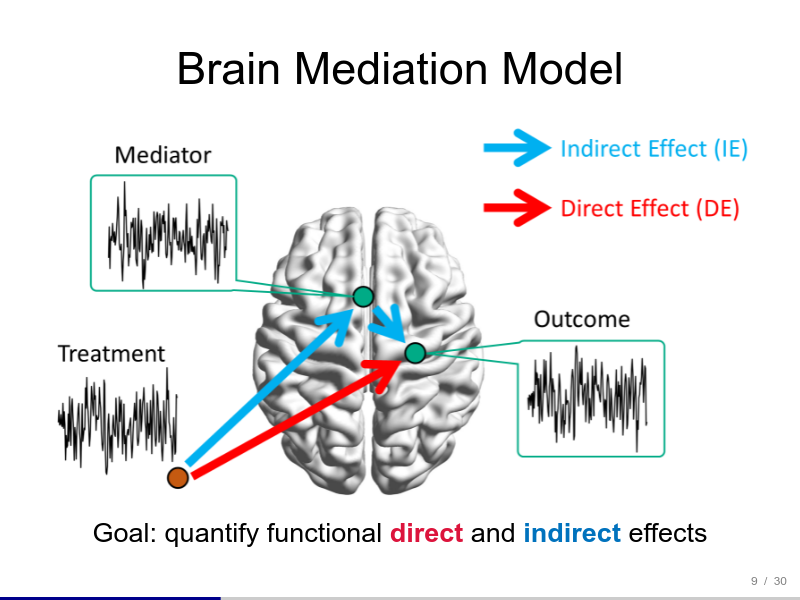 Brain Mediation Model
Mediator
Indirect Effect (IE)
Direct Effect (DE)
Outcome
Treatment
Goal: quantify functional direct and indirect effects
9 / 30